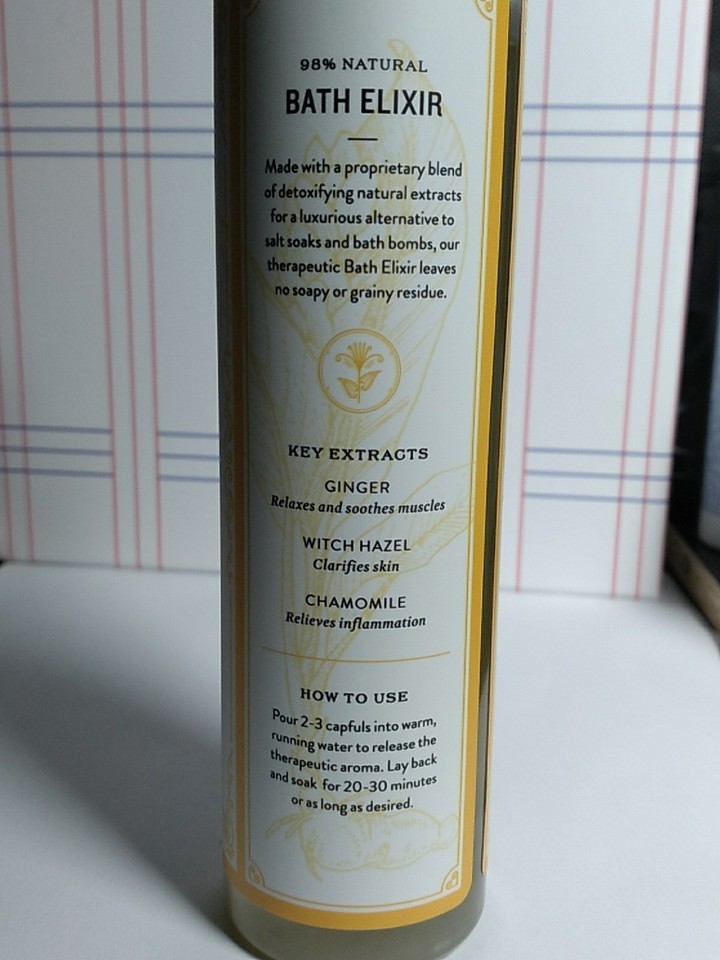 98% NATURAL
BATH ELIXIR
Made with a proprietary blend
of detoxifying natural extracts
for a luxurious alternative to
salt soaks and bath bombs, our
therapeutic Bath Elixir leaves
no soapy or grainy residue.
KEY EXTRACTS
GINGER
Relaxes and soothes muscles
WITCH HAZEL
Clarifies skin
CHAMOMILE
Relieves inflammation
HOW TO USE
Pour 2-3 capfuls into warm,
running water to release the
therapeutic aroma. Lay back
and soak for 20-30 minutes
or as long as desired.